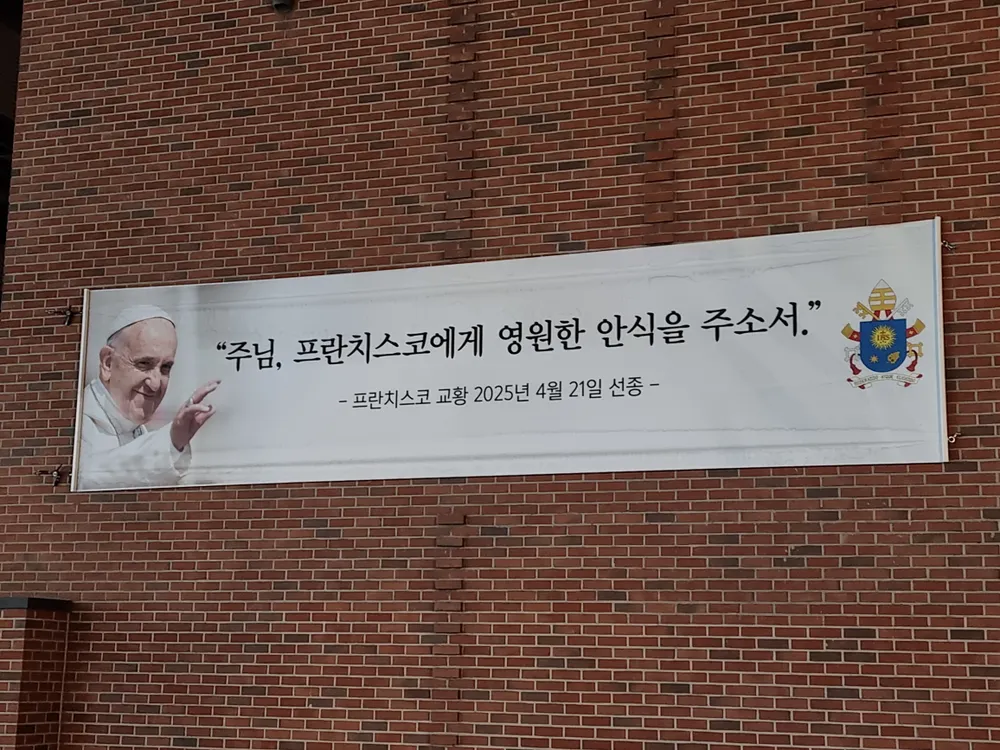 “주님, 프란치스코에게 영원한 안식을 주소서.”
– 프란치스코 교황 2025년 4월 21일 선종 –
IHS